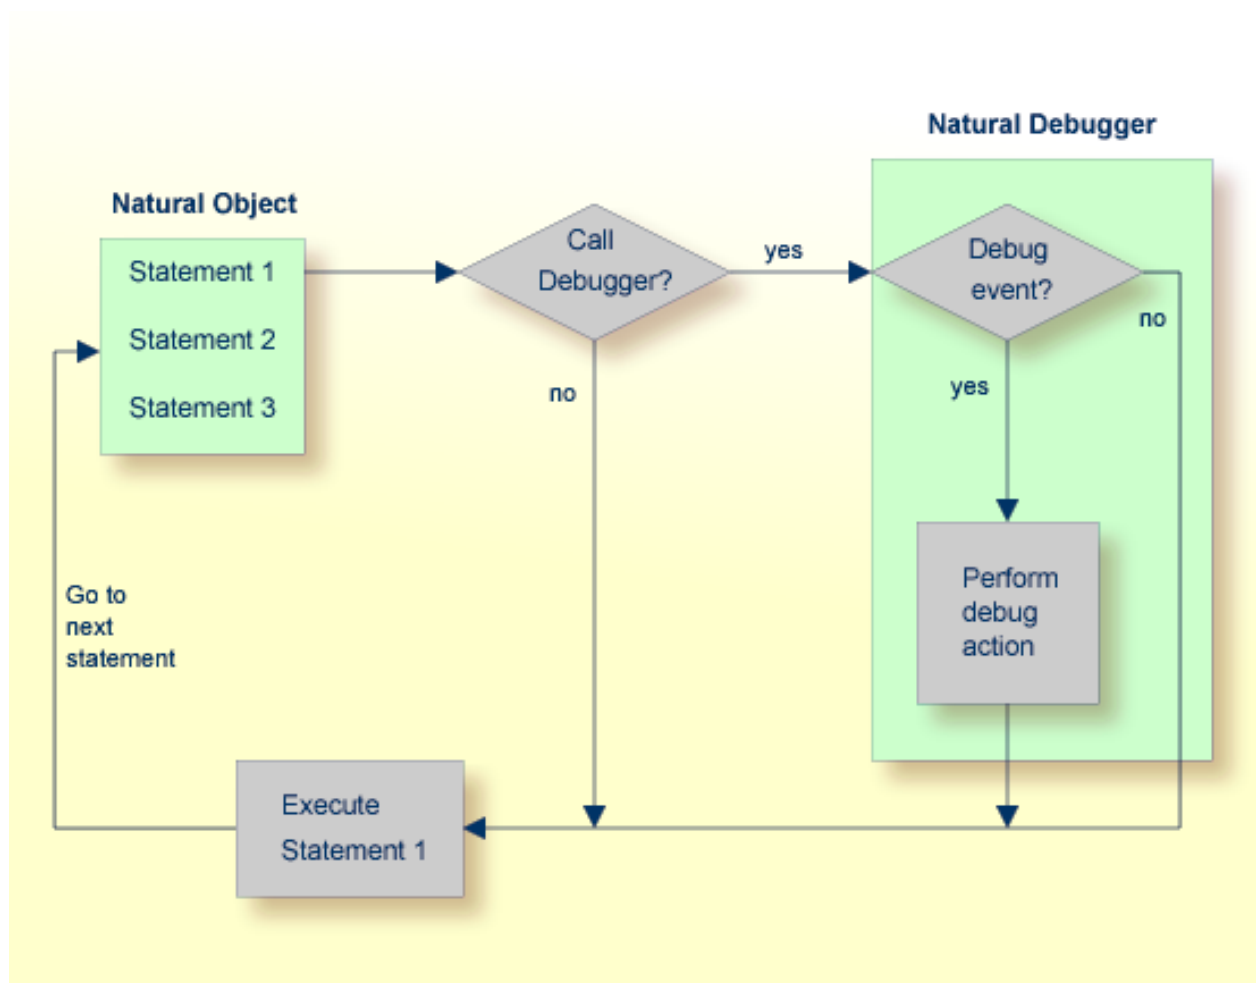 Natural Debugger
Natural Object
Statement 1
Statement 2
Statement 3
Call
Debugger?
yes
no
Debug
event?
no
yes
Perform
debug
action
Go to
next
statement
Execute
Statement 1